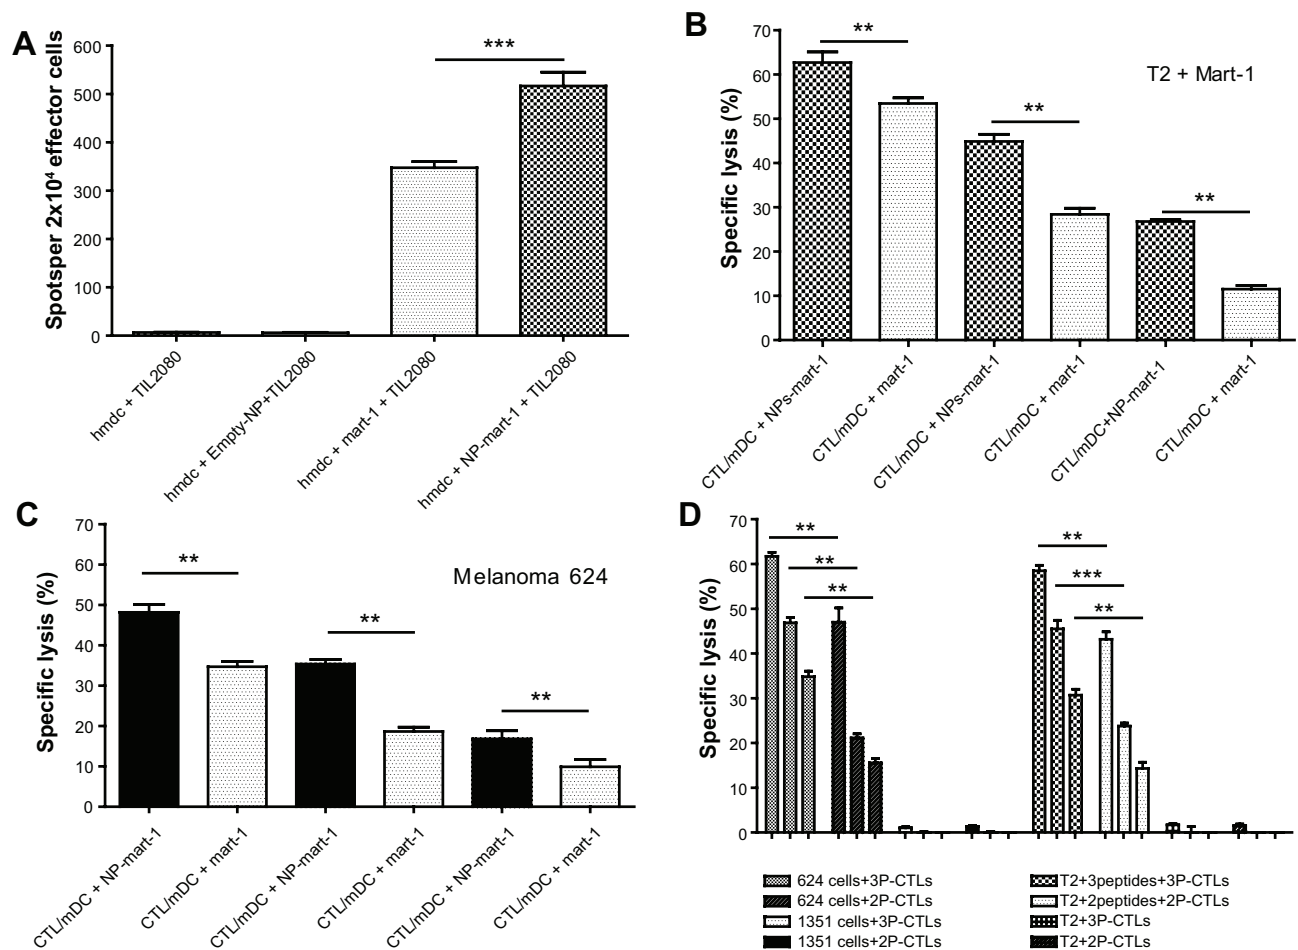 A
Spotsper 2x10⁴ effector cells
600
500
400
300
200
100
0
***
hmdc + TIL2080
hmdc + Empty-NP+TIL2080
hmdc + mart-1 + TIL2080
hmdc + NP-mart-1 + TIL2080
B
Specific lysis (%)
70
60
50
40
30
20
10
0
**
**
**
T2 + Mart-1
CTL/mDC + NPs-mart-1
CTL/mDC + mart-1
CTL/mDC + NPs-mart-1
CTL/mDC + mart-1
CTL/mDC+NP-mart-1
CTL/mDC + mart-1
C
Specific lysis (%)
70
60
50
40
30
20
10
0
**
**
**
Melanoma 624
CTL/mDC + NP-mart-1
CTL/mDC + mart-1
CTL/mDC + NP-mart-1
CTL/mDC + mart-1
CTL/mDC + NP-mart-1
CTL/mDC + mart-1
D
Specific lysis (%)
70
60
50
40
30
20
10
0
**
**
**
**
***
**
624 cells+3P-CTLs
624 cells+2P-CTLs
1351 cells+3P-CTLs
1351 cells+2P-CTLs
T2+3peptides+3P-CTLs
T2+2peptides+2P-CTLs
T2+3P-CTLs
T2+2P-CTLs